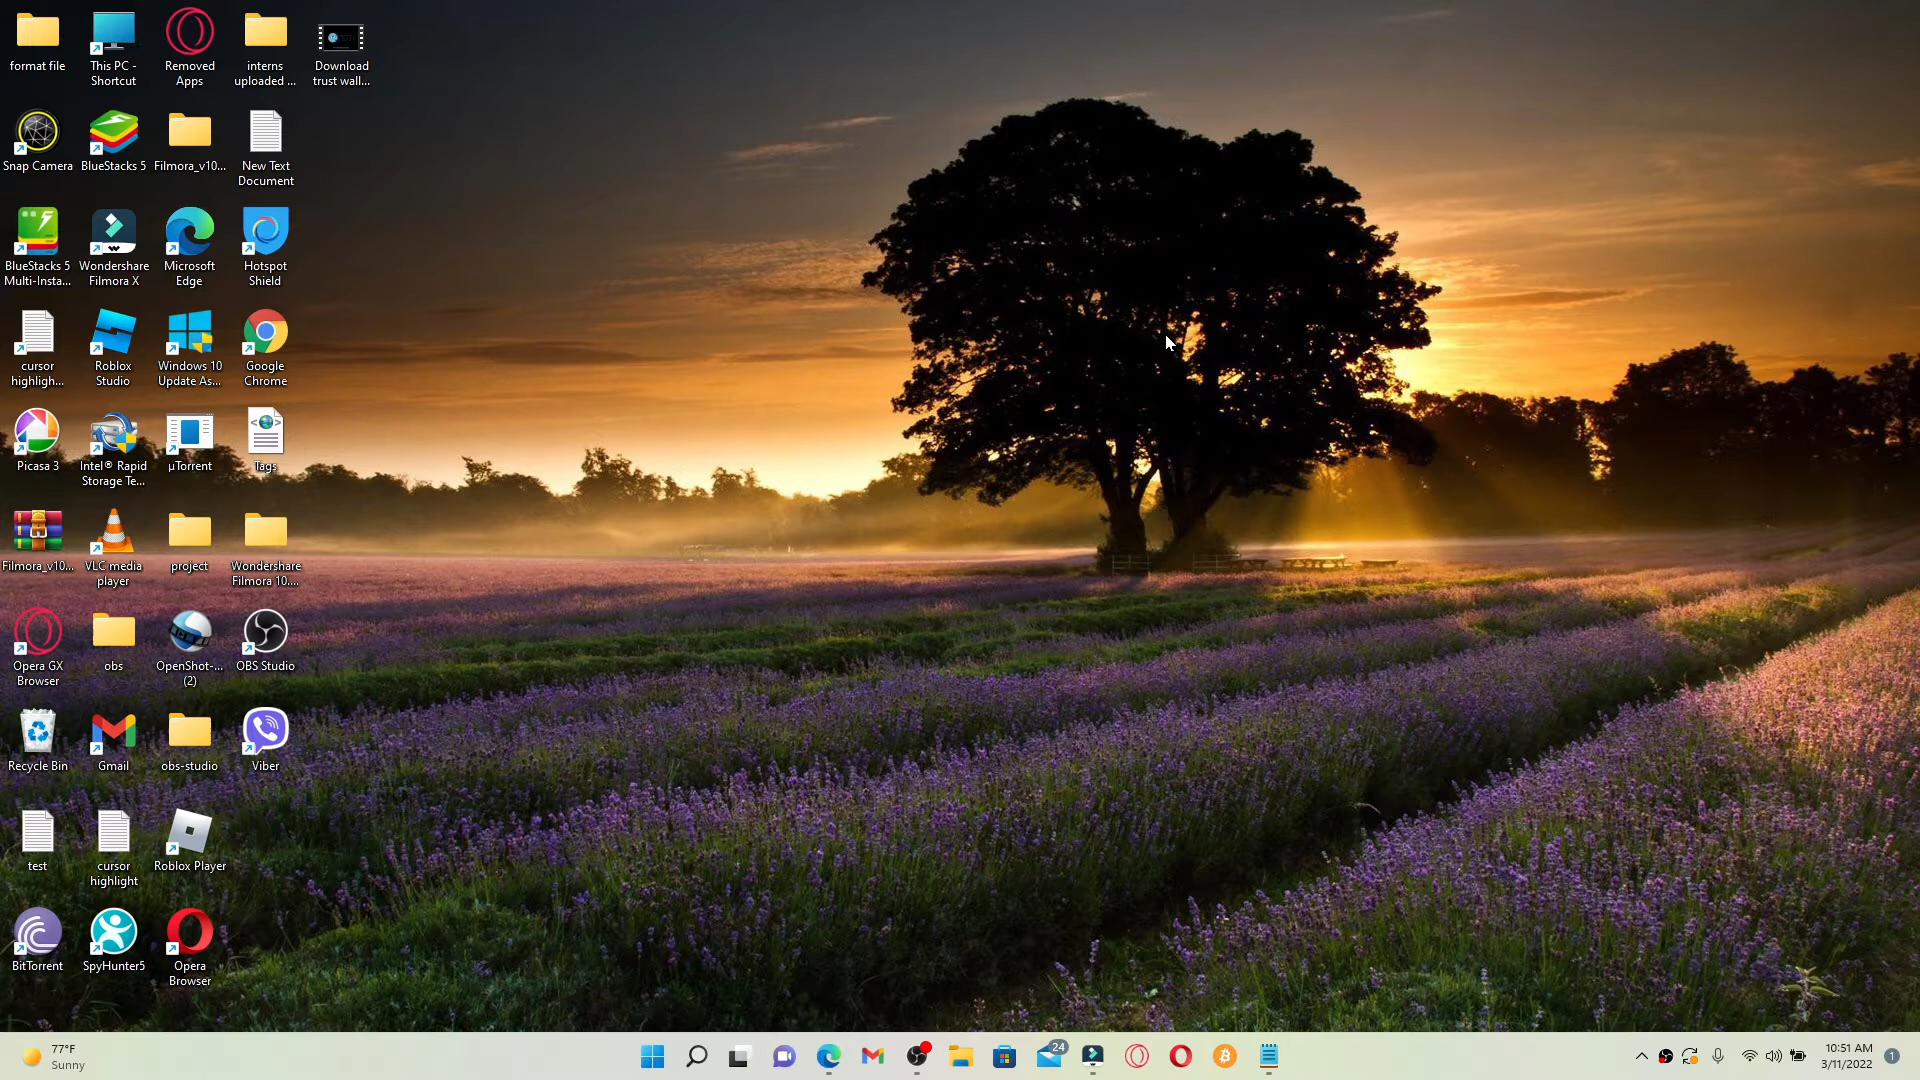 format file
This PC -
Shortcut
Removed
Apps
interns
uploaded ...
Download
trust wall...
Snap Camera
BlueStacks 5
Filmora_v10...
New Text
Document
BlueStacks 5
Multi-Insta...
Wondershare
Filmora X
Microsoft
Edge
Hotspot
Shield
cursor
highligh...
Roblox
Studio
Windows 10
Update As...
Google
Chrome
Picasa 3
Intel® Rapid
Storage Te...
µTorrent
Tags
Filmora_v10...
VLC media
player
project
Wondershare
Filmora 10....
Opera GX
Browser
obs
OpenShot-...
(2)
OBS Studio
Recycle Bin
Gmail
obs-studio
Viber
test
cursor
highlight
Roblox Player
BitTorrent
SpyHunter5
Opera
Browser
77°F
Sunny
24
10:51 AM
3/11/2022
1